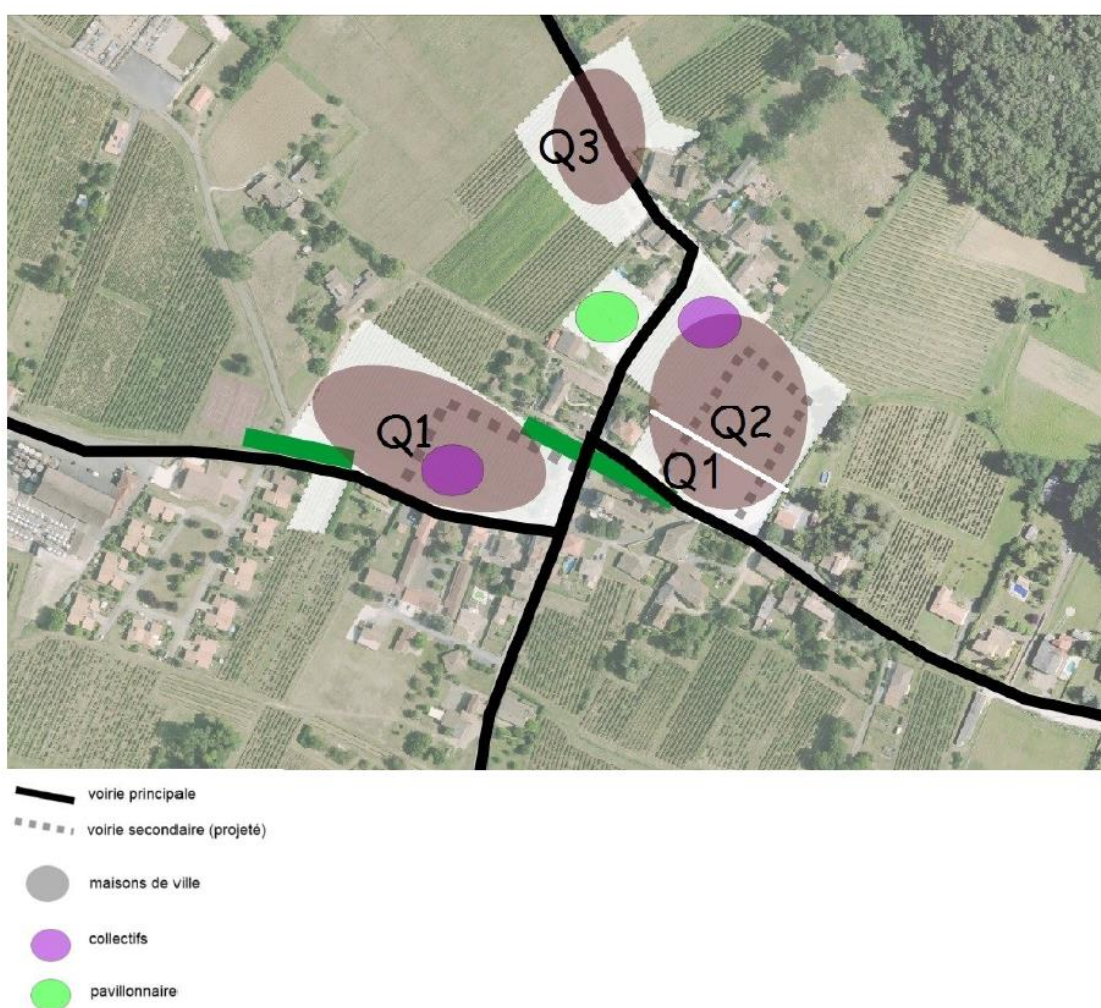 Q3
Q1
Q2
Q1
voirie principale
voirie secondaire (projeté)
maisons de ville
collectifs
pavillonnaire